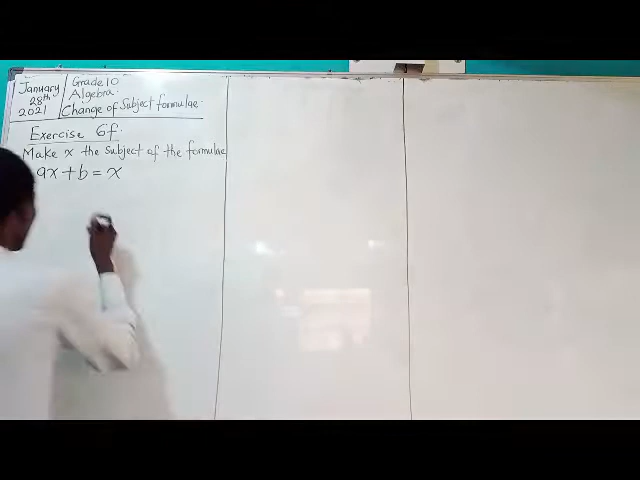 January 28th 2021
Grade 10
Algebra.
Change of Subject formulae.
Exercise 6f.
Make x the subject of the formulae
ax + b = x